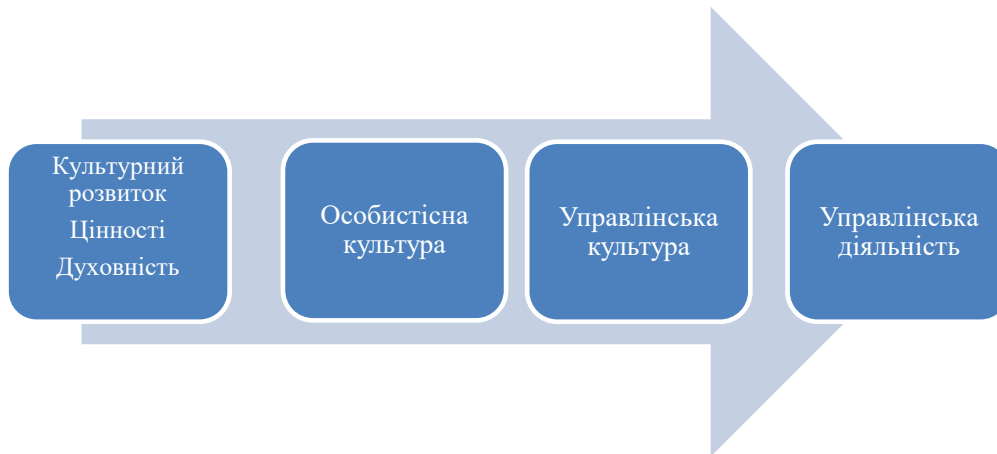 Культурний
розвиток
Цінності
Духовність
Особистісна
культура
Управлінська
культура
Управлінська
діяльність